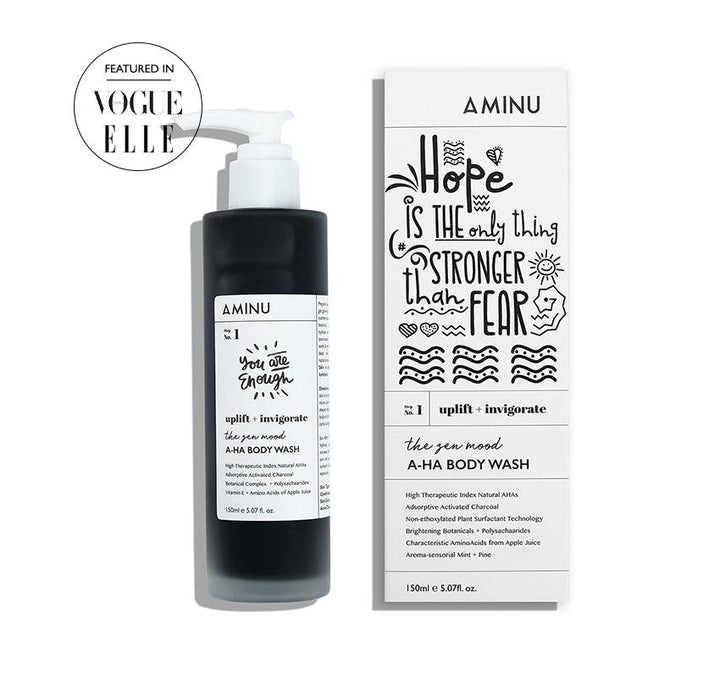 FEATURED IN
VOGUE
ELLE
AMINU
Step
No. 1
You are
Enough
uplift + invigorate
the zen mood
A-HA BODY WASH
High Therapeutic Index Natural AHAs
Adsorptive Activated Charcoal
Botanical Complex + Polysachaarides
Vitamin E + Amino Acids of Apple Juice
150ml e 5.07 fl. oz.
AMINU
Hope
is THE only thing
#
STRONGER
than
FEAR
Step
No. 1
uplift + invigorate
the zen mood
A-HA BODY WASH
High Therapeutic Index Natural AHAs
Adsorptive Activated Charcoal
Non-ethoxylated Plant Surfactant Technology
Brightening Botanicals + Polysachaarides
Characteristic AminoAcids from Apple Juice
Aroma-sensorial Mint + Pine
150ml e 5.07fl. oz.